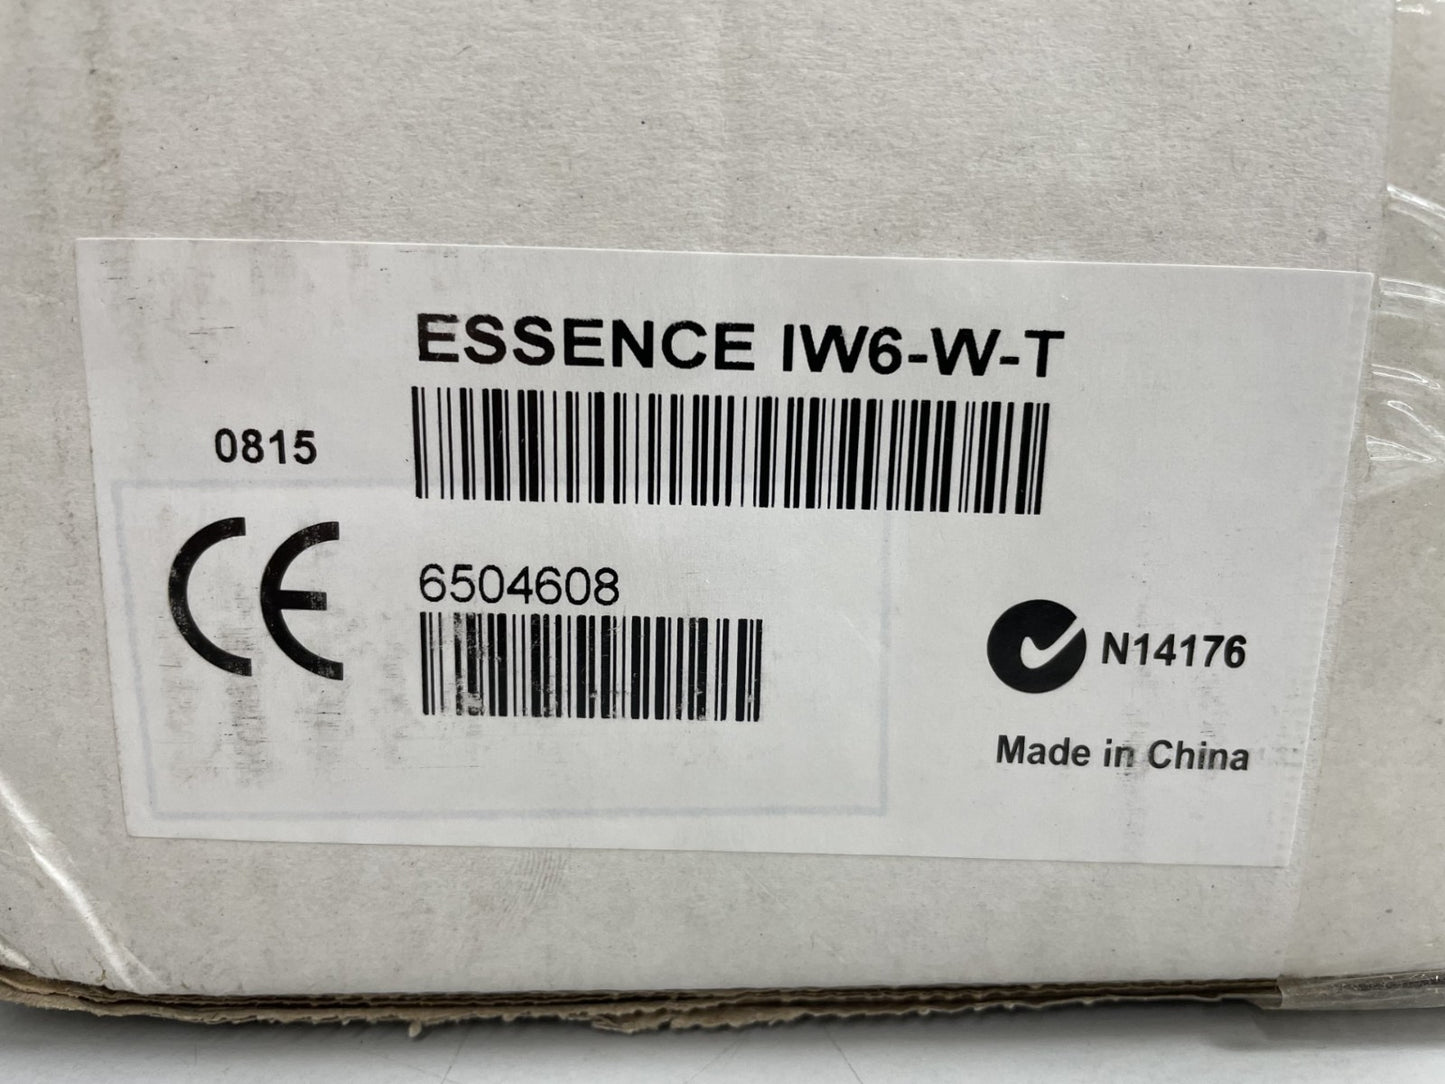 ESSENCE IW6-W-T
0815
CE
6504608
N14176
Made in China